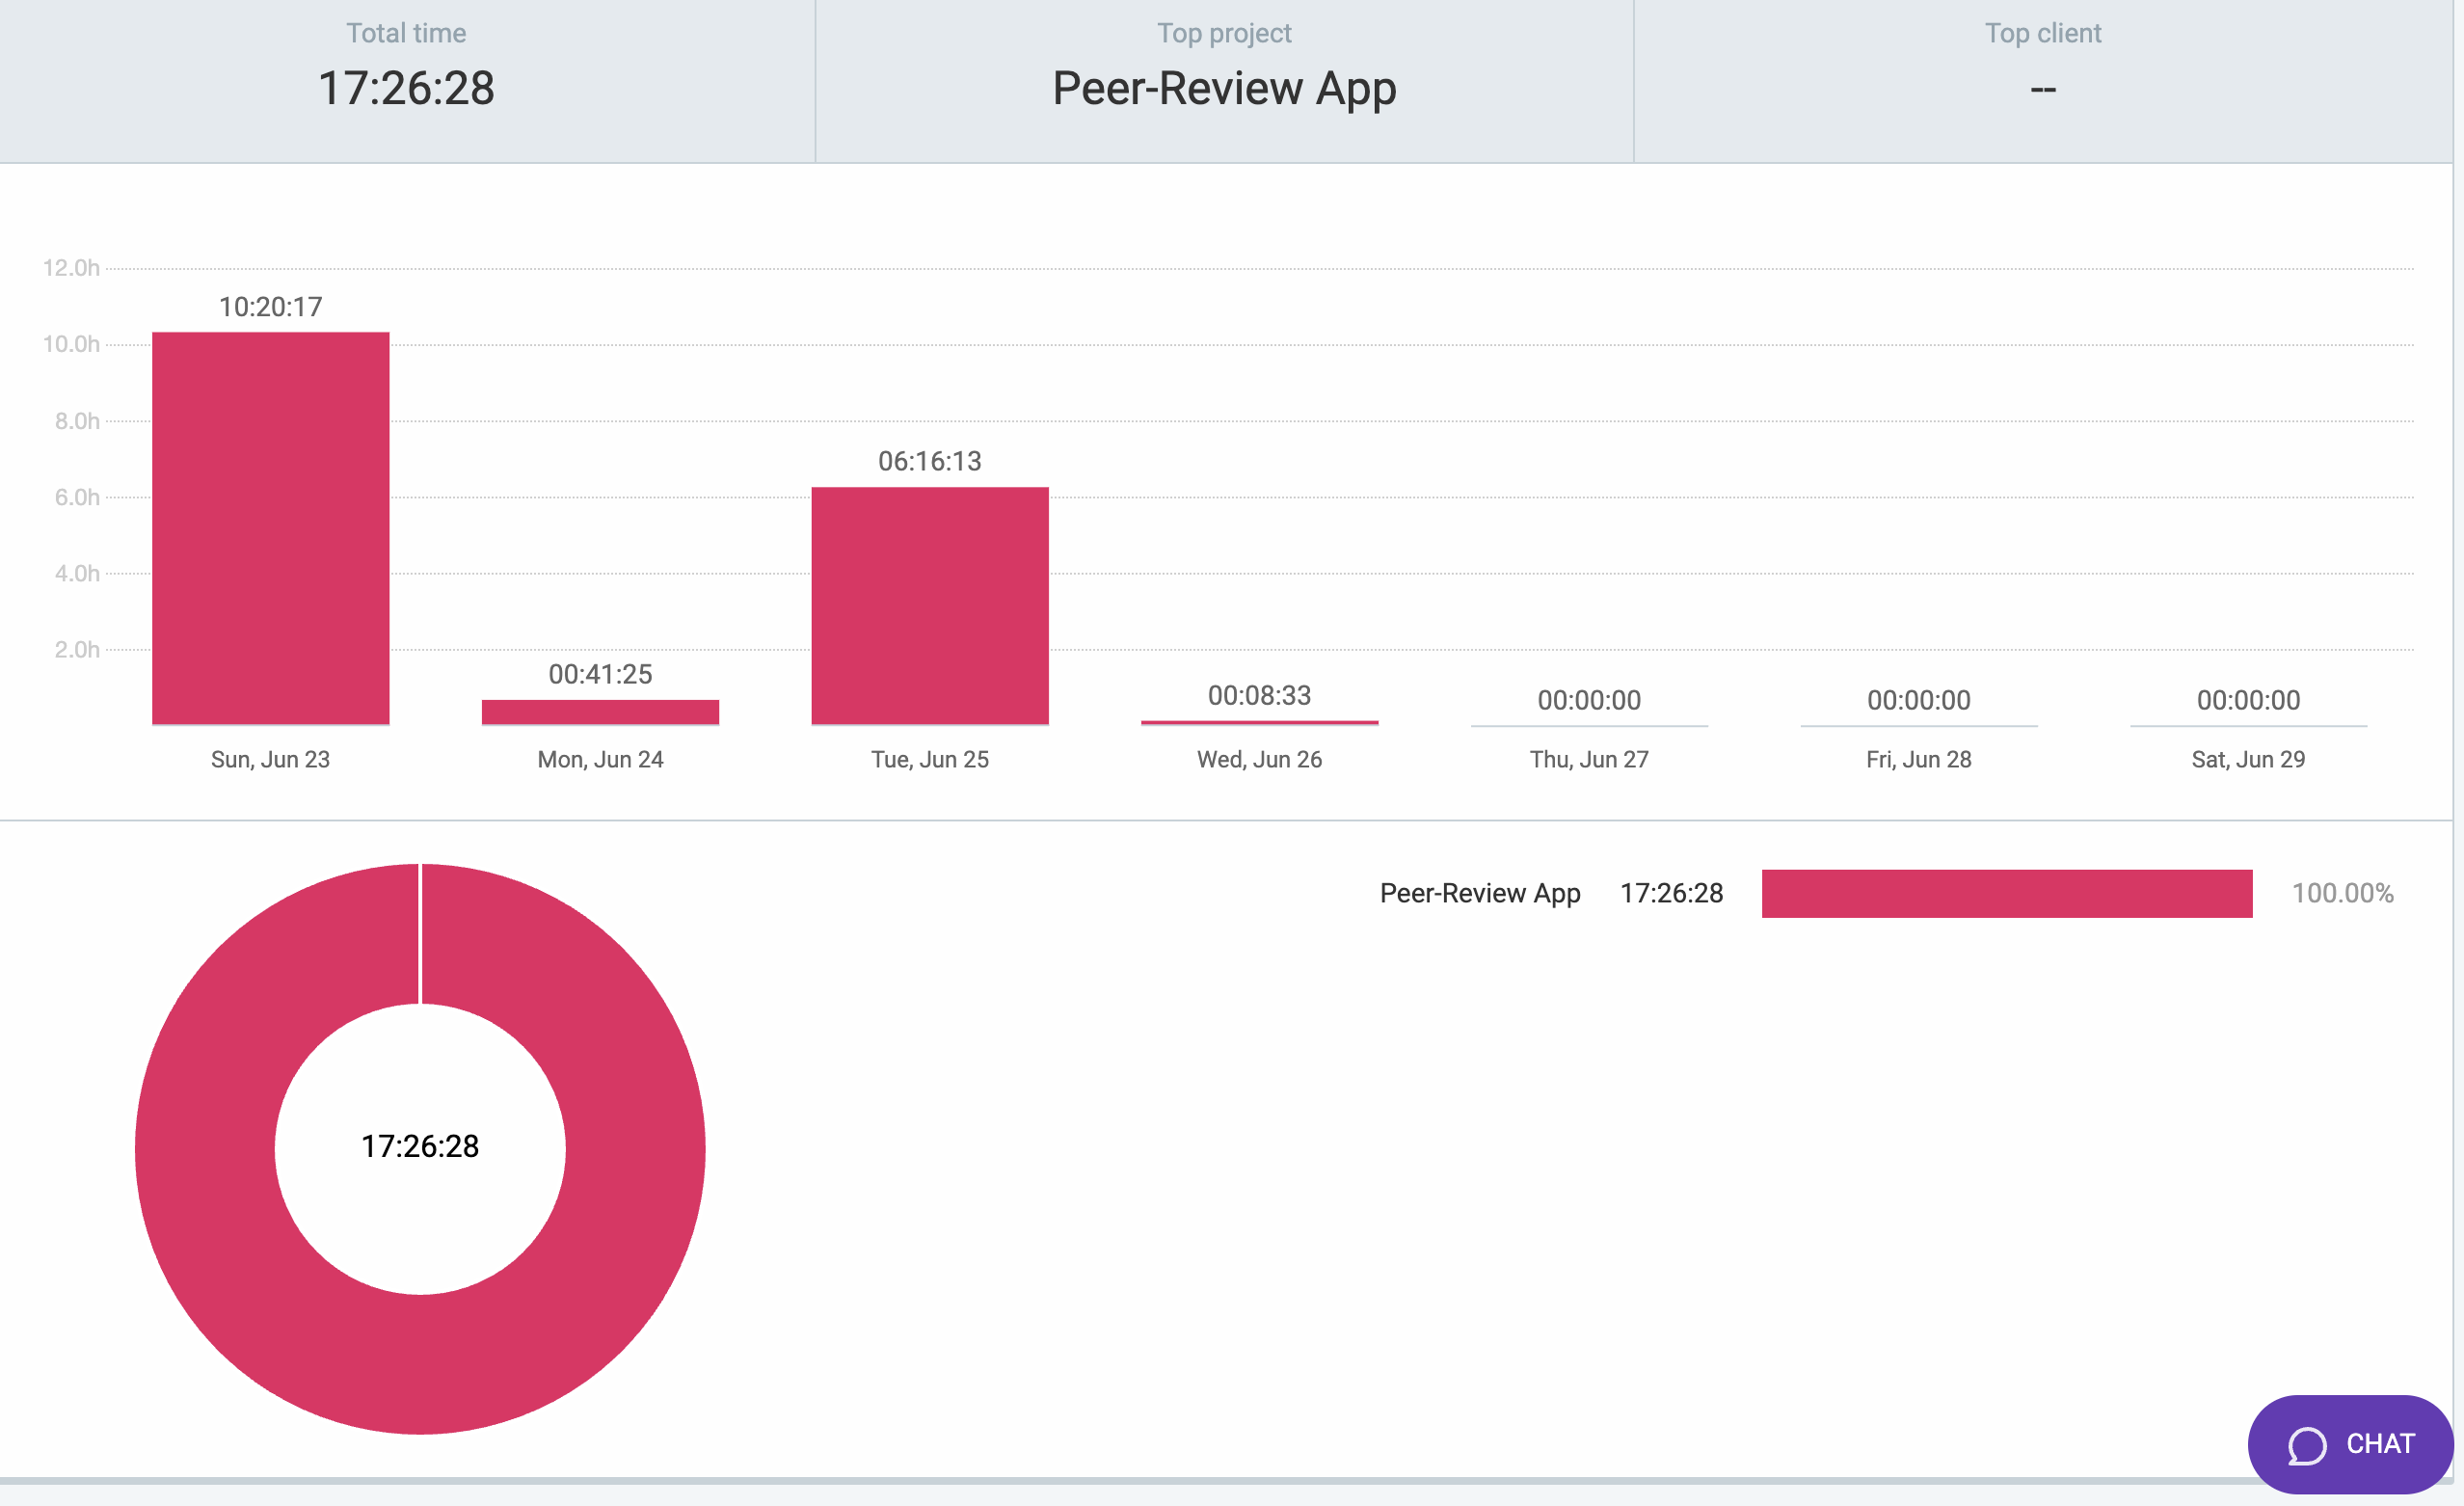 Total time
17:26:28
Top project
Peer-Review App
Top client
--
12.0h
10.0h
8.0h
6.0h
4.0h
2.0h
10:20:17
00:41:25
06:16:13
00:08:33
00:00:00
00:00:00
00:00:00
Sun, Jun 23
Mon, Jun 24
Tue, Jun 25
Wed, Jun 26
Thu, Jun 27
Fri, Jun 28
Sat, Jun 29
17:26:28
Peer-Review App 17:26:28 100.00%
CHAT